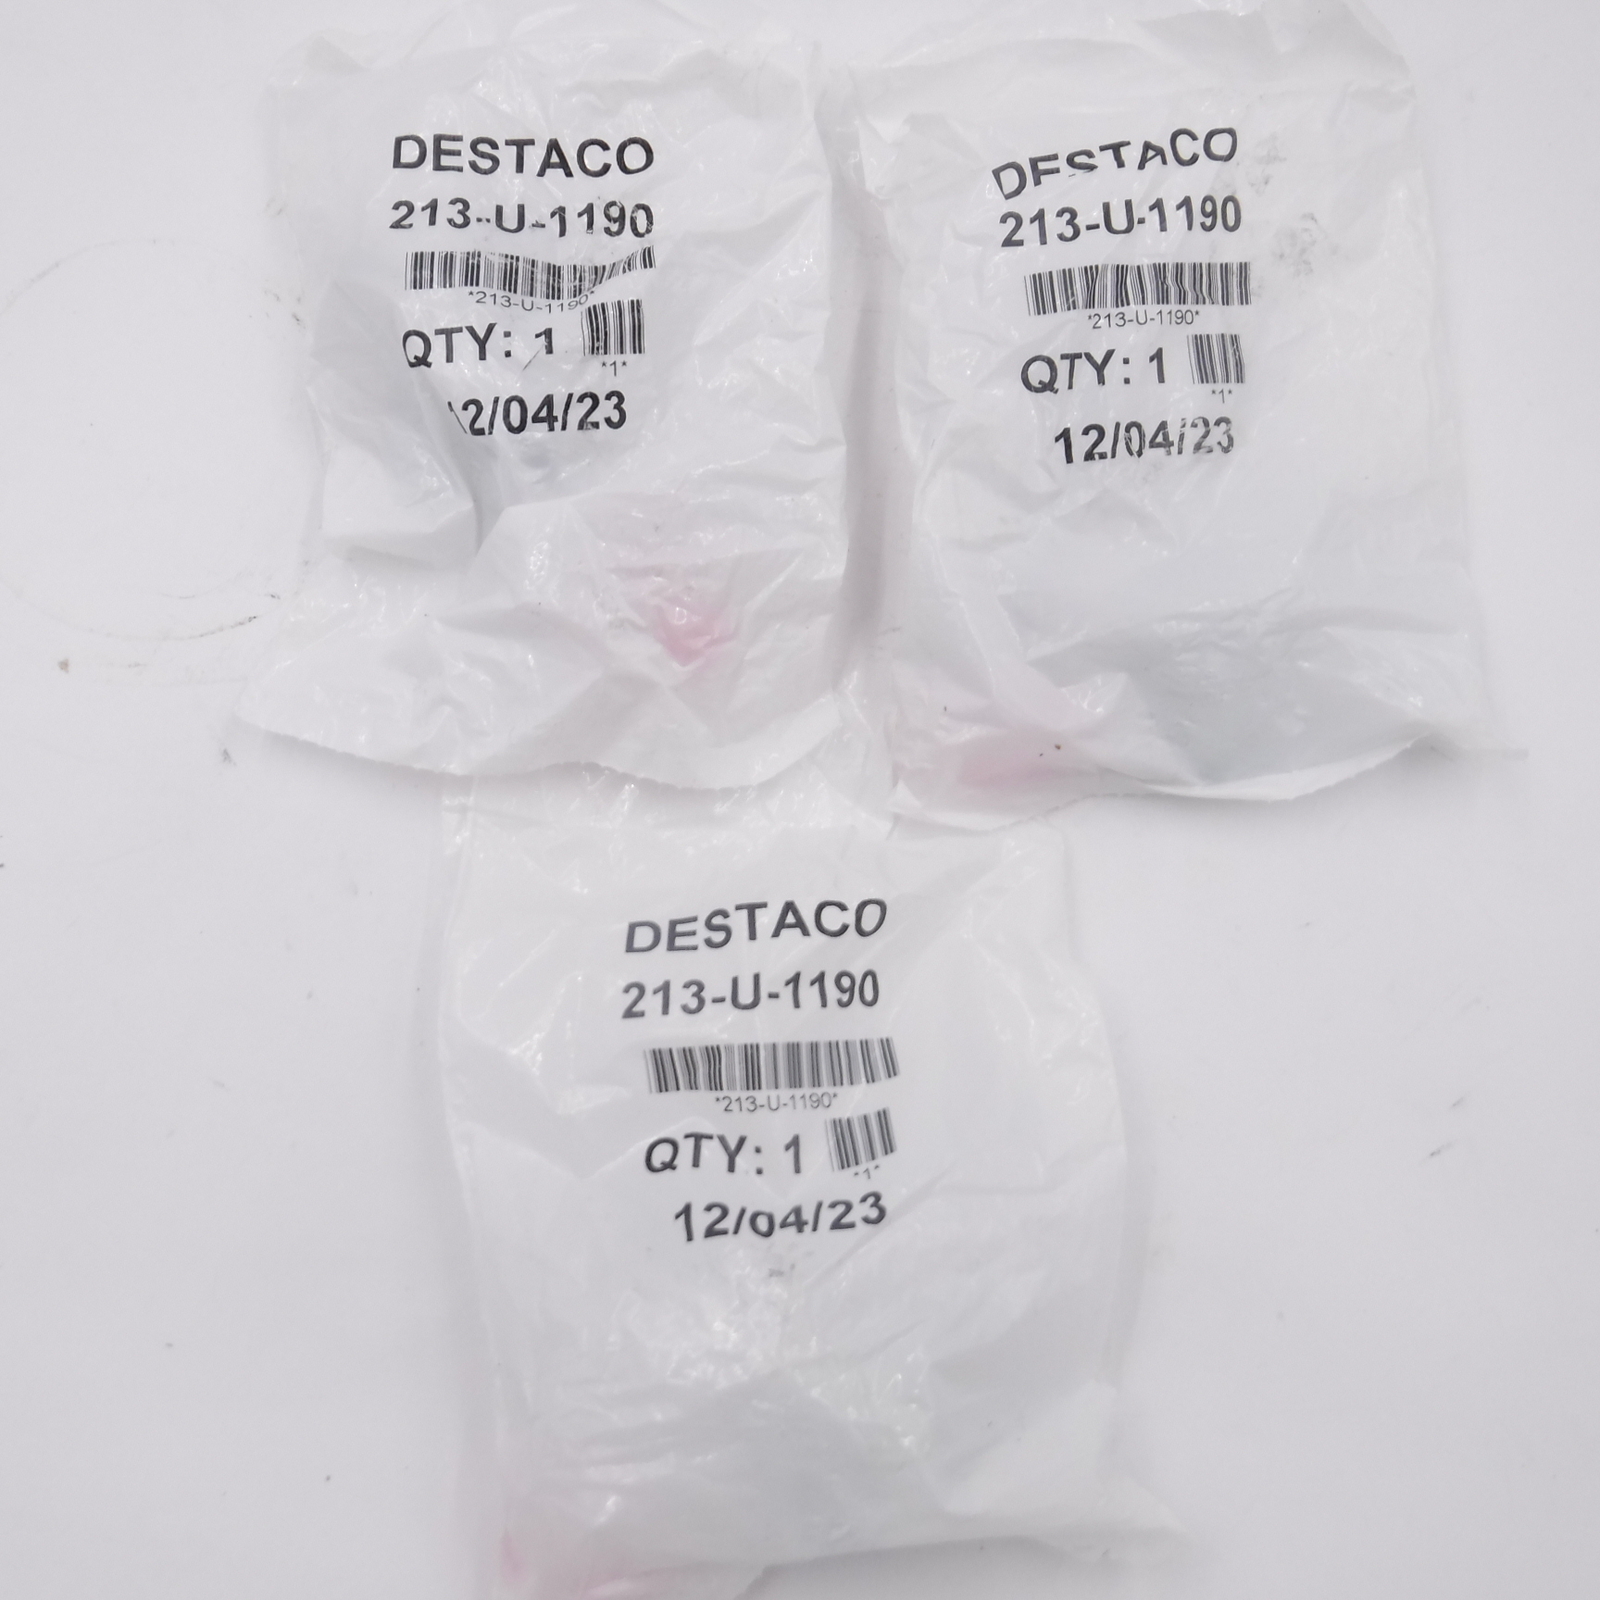 DESTACO
213-U-1190
*213-U-1190*
QTY: 1
*1*
12/04/23
DESTACO
213-U-1190
*213-U-1190*
QTY: 1
*1*
12/04/23
DESTACO
213-U-1190
*213-U-1190*
QTY: 1
*1*
12/04/23